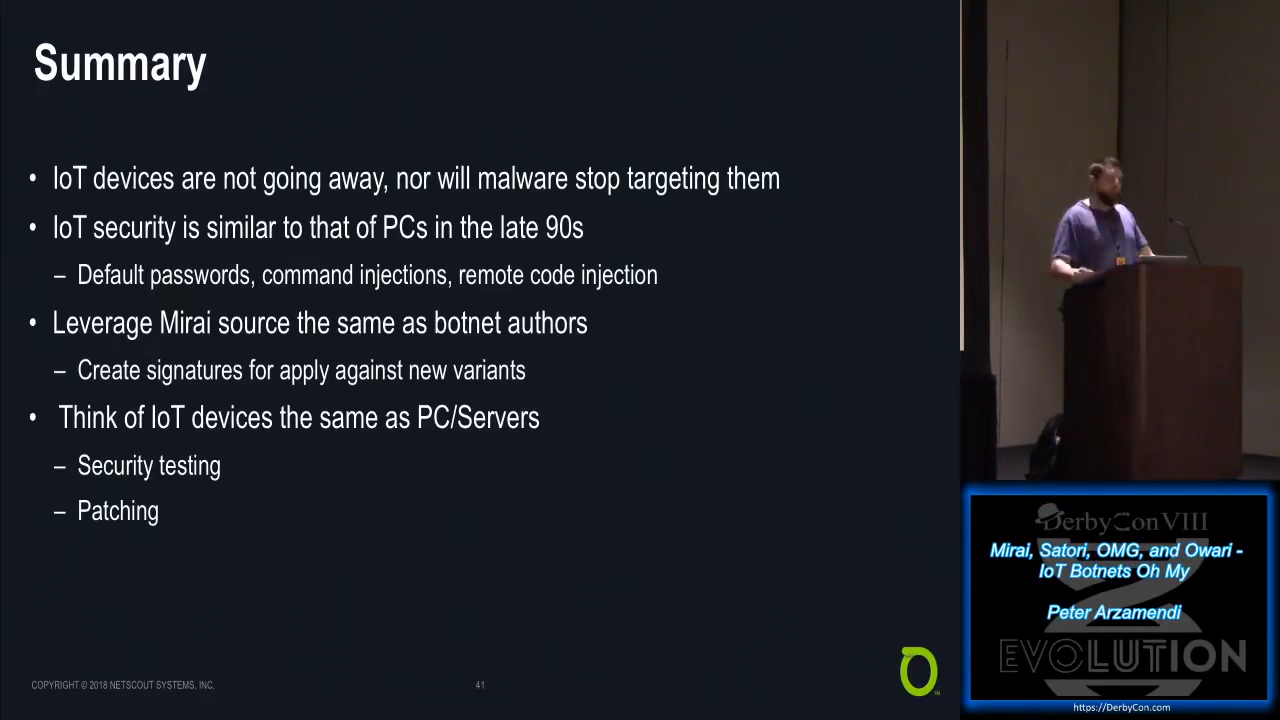 Summary
• IoT devices are not going away, nor will malware stop targeting them
• IoT security is similar to that of PCs in the late 90s
– Default passwords, command injections, remote code injection
• Leverage Mirai source the same as botnet authors
– Create signatures for apply against new variants
• Think of IoT devices the same as PC/Servers
– Security testing
– Patching
COPYRIGHT © 2018 NETSCOUT SYSTEMS, INC.
41
TM
DerbyCon VIII
Mirai, Satori, OMG, and Owari -
IoT Botnets Oh My
Peter Arzamendi
EVOLUTION
https://DerbyCon.com